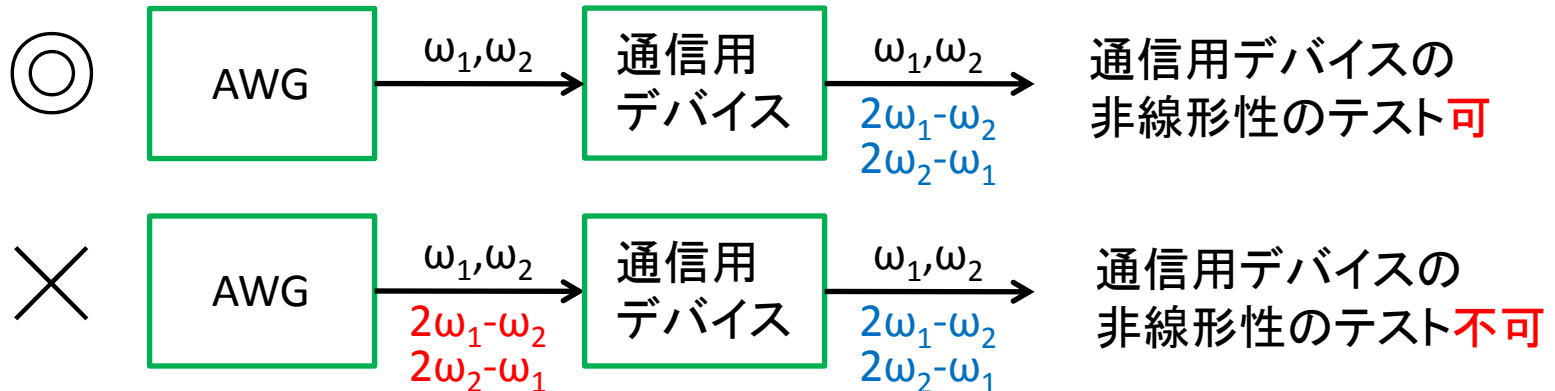 ◎
AWG
ω₁,ω₂
通信用
デバイス
ω₁,ω₂
2ω₁-ω₂
2ω₂-ω₁
通信用デバイスの
非線形性のテスト可
×
AWG
ω₁,ω₂
2ω₁-ω₂
2ω₂-ω₁
通信用
デバイス
ω₁,ω₂
2ω₁-ω₂
2ω₂-ω₁
通信用デバイスの
非線形性のテスト不可